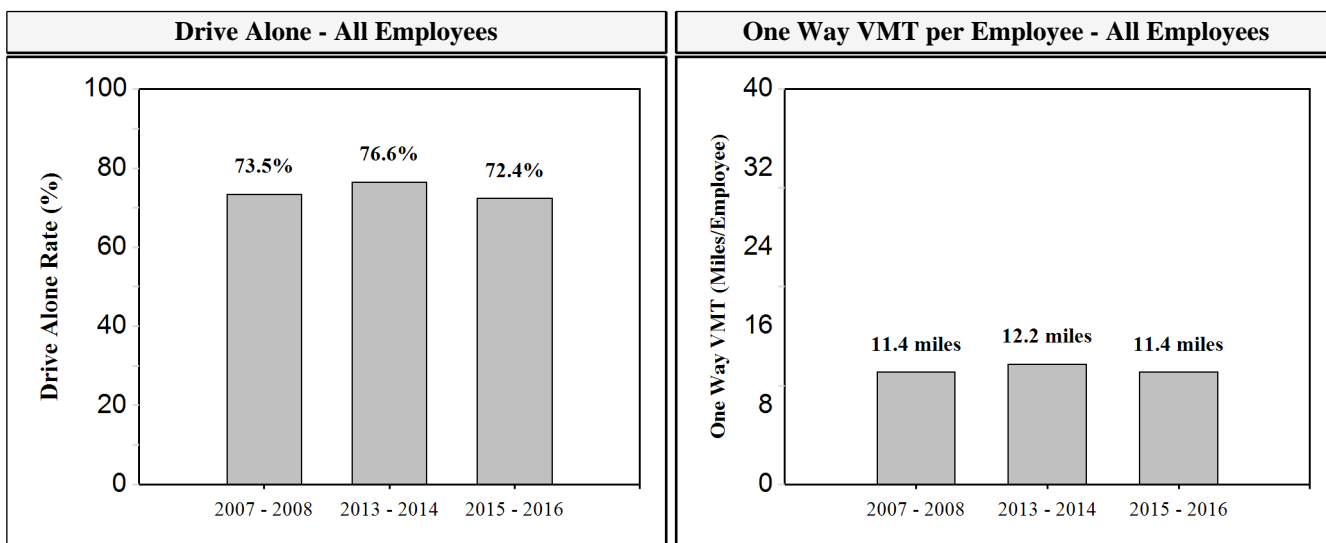 Drive Alone - All Employees
One Way VMT per Employee - All Employees
Drive Alone Rate (%)
100
80
60
40
20
0
73.5%
76.6%
72.4%
2007 - 2008
2013 - 2014
2015 - 2016
One Way VMT (Miles/Employee)
40
32
24
16
8
0
11.4 miles
12.2 miles
11.4 miles
2007 - 2008
2013 - 2014
2015 - 2016